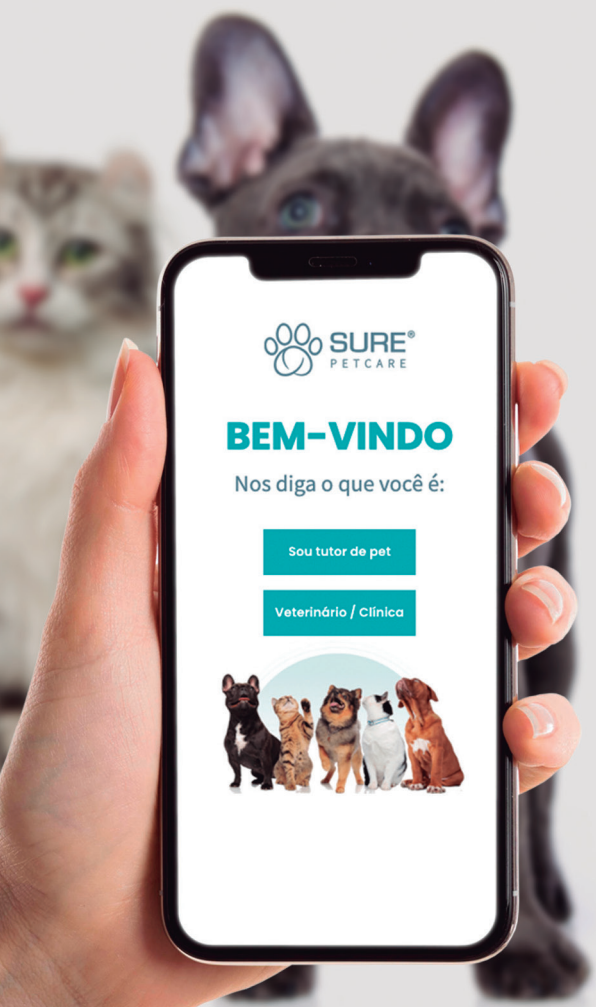 SURE®
PETCARE
BEM-VINDO
Nos diga o que você é:
Sou tutor de pet
Veterinário / Clínica